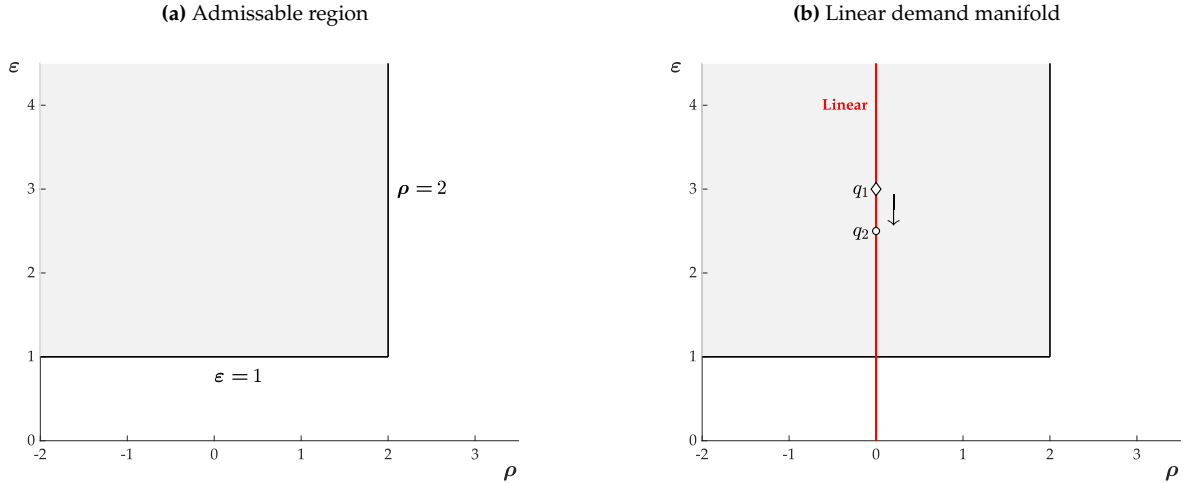 (a) Admissable region
ε
4
3
2
1
0
ρ = 2
ε = 1
-2 -1 0 1 2 3
ρ
(b) Linear demand manifold
ε
4
3
2
1
0
Linear
q₁
q₂
-2 -1 0 1 2 3
ρ